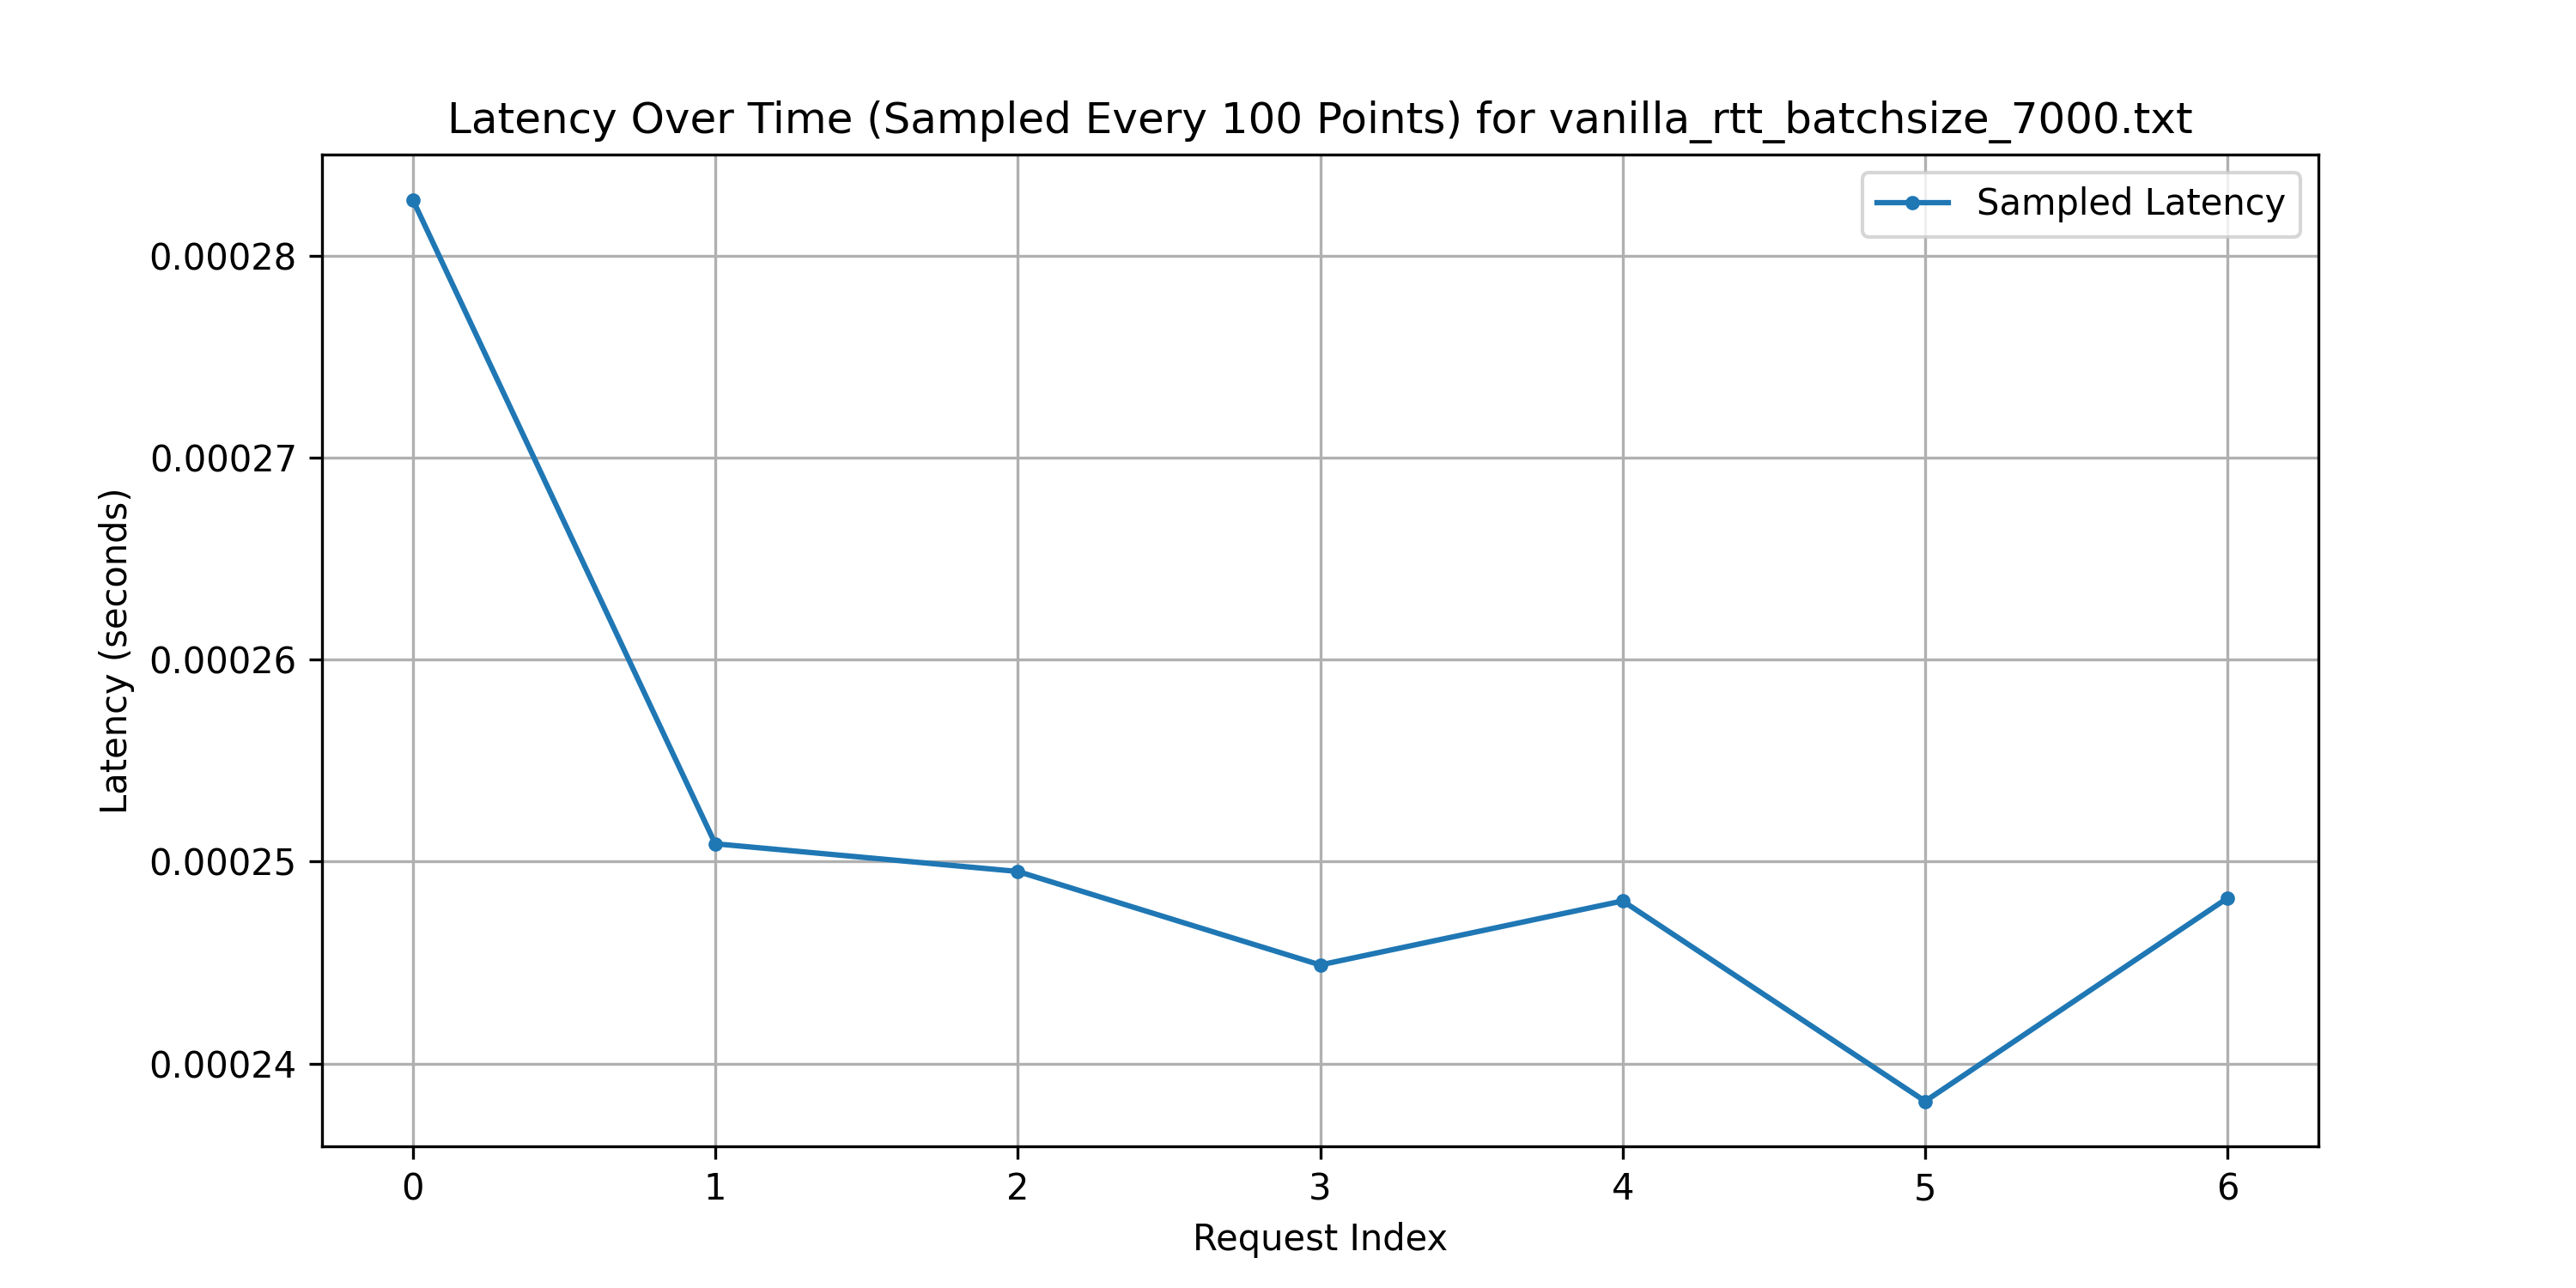 Latency Over Time (Sampled Every 100 Points) for vanilla_rtt_batchsize_7000.txt
Sampled Latency
0.00028
0.00027
0.00026
0.00025
0.00024
Latency (seconds)
0 1 2 3 4 5 6
Request Index